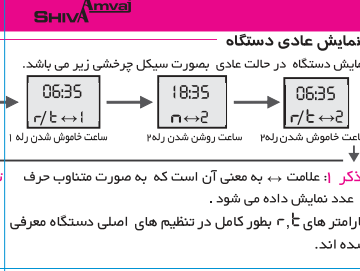 SHIVA Amvaj
نمایش عادی دستگاه
مایش دستگاه در حالت عادی بصورت سیکل چرخشی زیر می باشد.
06:35 18:35 06:35
r/t ↔2 n↔2 r/t ↔1
ساعت خاموش شدن رله۲ ساعت روشن شدن رله۲ ساعت خاموش شدن رله ۱
ذکر ۱: علامت ↔ به معنی آن است که به صورت متناوب حرف
عدد نمایش داده می شود .
ارامتر های r,t بطور کامل در تنظیم های اصلی دستگاه معرفی
شده اند.